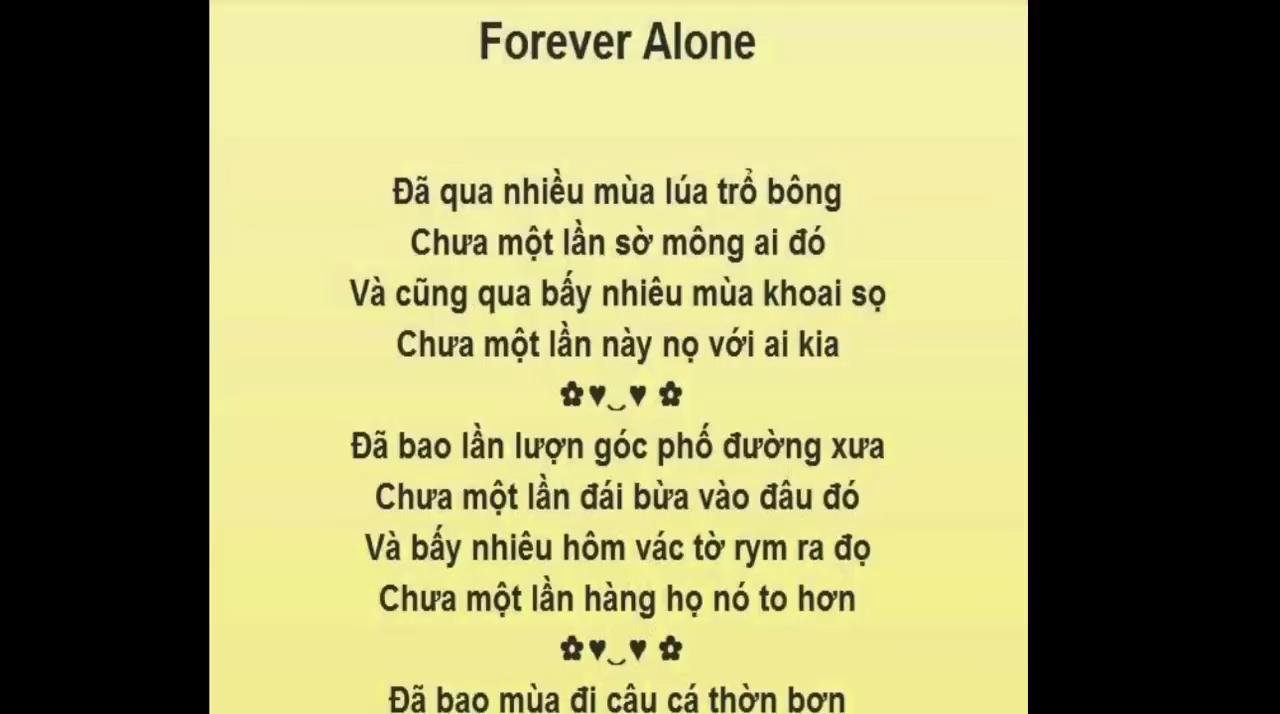 Forever Alone
Đã qua nhiều mùa lúa trổ bông
Chưa một lần sờ mông ai đó
Và cũng qua bấy nhiêu mùa khoai sọ
Chưa một lần này nọ với ai kia
✿♥‿♥ ✿
Đã bao lần lượn góc phố đường xưa
Chưa một lần đái bừa vào đâu đó
Và bấy nhiêu hôm vác tờ rym ra đọ
Chưa một lần hàng họ nó to hơn
✿♥‿♥ ✿
Đã bao mùa đi câu cá thờn bơn